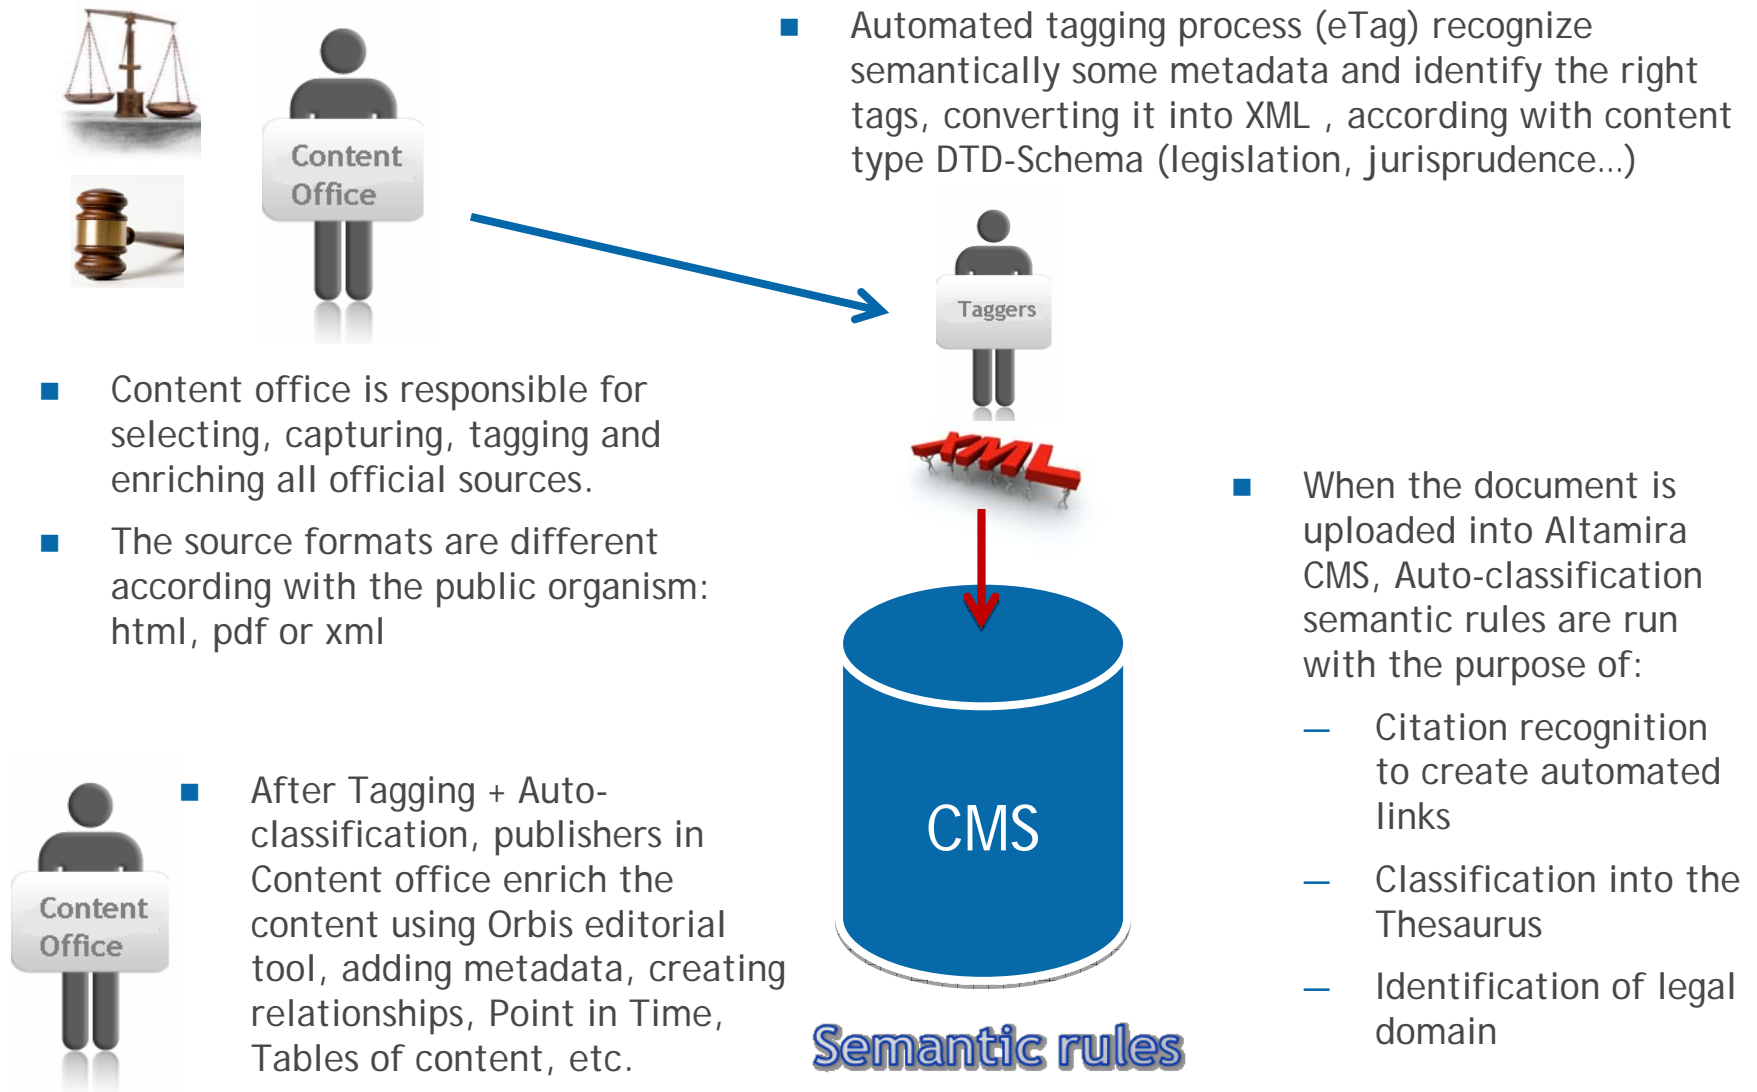 Content
Office
■ Automated tagging process (eTag) recognize
semantically some metadata and identify the right
tags, converting it into XML , according with content
type DTD-Schema (legislation, jurisprudence…)
Taggers
XML
■ Content office is responsible for
selecting, capturing, tagging and
enriching all official sources.
■ The source formats are different
according with the public organism:
html, pdf or xml
■ When the document is
uploaded into Altamira
CMS, Auto-classification
semantic rules are run
with the purpose of:
— Citation recognition
to create automated
links
— Classification into the
Thesaurus
— Identification of legal
domain
CMS
Semantic rules
Content
Office
■ After Tagging + Auto-
classification, publishers in
Content office enrich the
content using Orbis editorial
tool, adding metadata, creating
relationships, Point in Time,
Tables of content, etc.